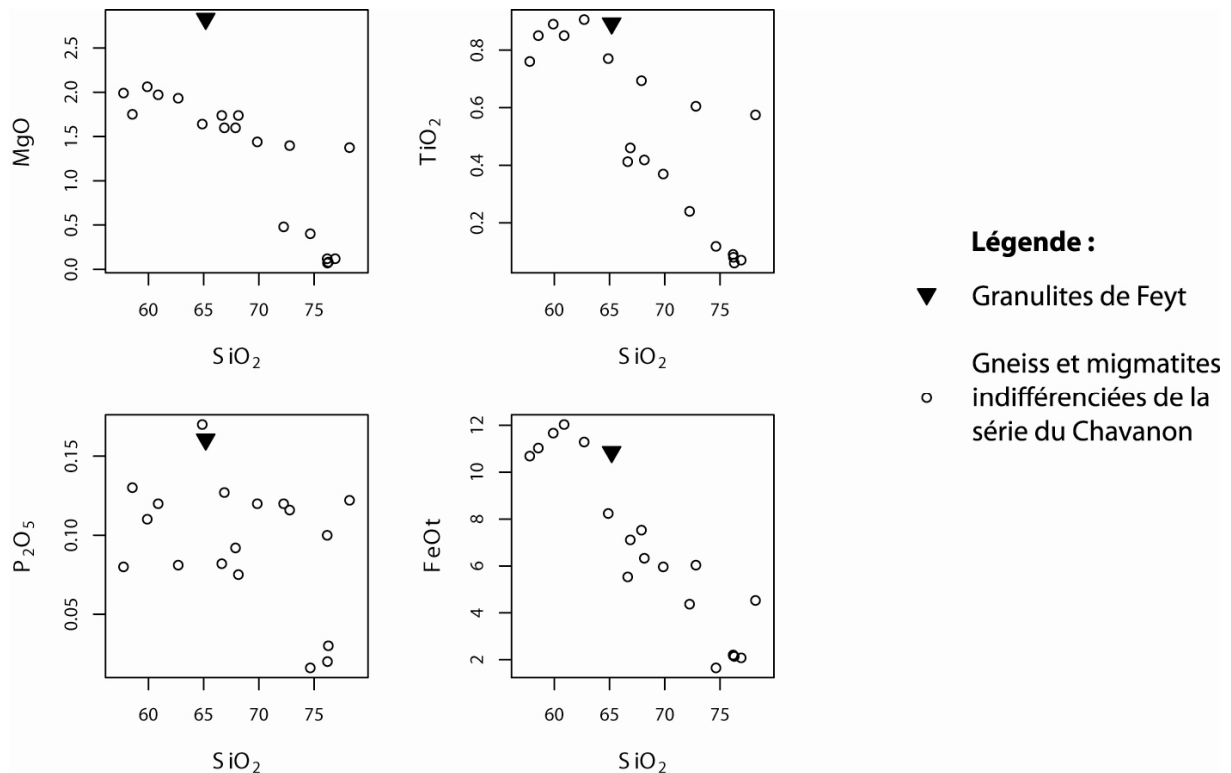 MgO
2.5
2.0
1.5
1.0
0.5
0.0
60 65 70 75
SiO2
TiO2
0.8
0.6
0.4
0.2
60 65 70 75
SiO2
P2O5
0.15
0.10
0.05
60 65 70 75
SiO2
FeOt
12
10
8
6
4
2
60 65 70 75
SiO2
Légende :
Granulites de Feyt
Gneiss et migmatites
indifférenciées de la
série du Chavanon